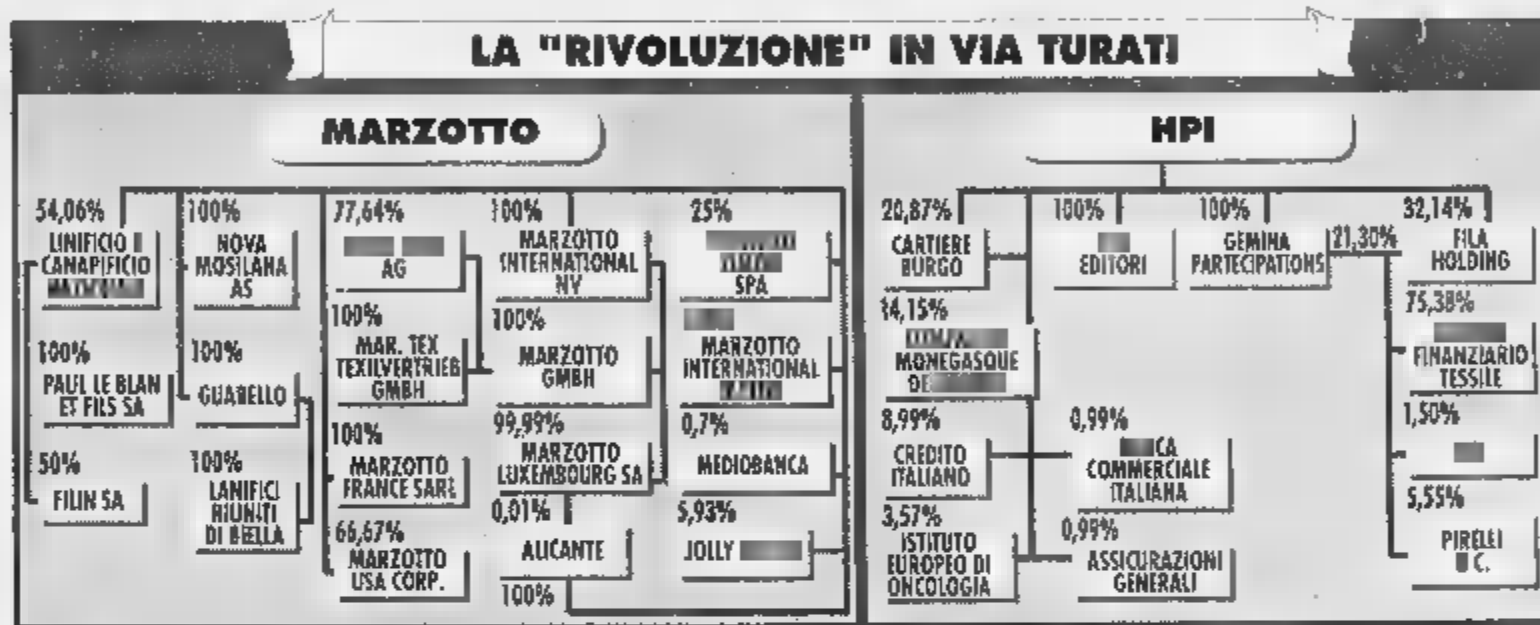 LA "RIVOLUZIONE" IN VIA TURATI
MARZOTTO
54,06%
LINIFICIO
CANAPIFICIO
100%
PAUL LE BLAN
ET FILS SA
50%
FILIN SA
100%
NOVA
MOSILANA
AS
100%
GUABELLO
100%
LANIFICI
RIUNITI
DI BIELLA
77,64%
AG
100%
MAR. TEX
TEXILVERTRIEB
GMBH
100%
MARZOTTO
FRANCE SARL
66,67%
MARZOTTO
USA CORP.
100%
MARZOTTO
INTERNATIONAL
NV
100%
MARZOTTO
GMBH
99,99%
MARZOTTO
LUXEMBOURG SA
0,01%
ALICANTE
100%
25%
SPA
MARZOTTO
INTERNATIONAL
0,7%
MEDIOBANCA
5,93%
JOLLY
HPI
20,87%
CARTIERE
BURGO
14,15%
MONEGASQUE
DE
8,99%
CREDITO
ITALIANO
3,57%
ISTITUTO
EUROPEO DI
ONCOLOGIA
100%
EDITORI
0,99%
COMMERCIALE
ITALIANA
0,99%
ASSICURAZIONI
GENERALI
100%
GEMINA
PARTECIPATIONS
21,30%
32,14%
FILA
HOLDING
75,38%
FINANZIARIO
TESSILE
1,50%
5,55%
PIRELLI
C.